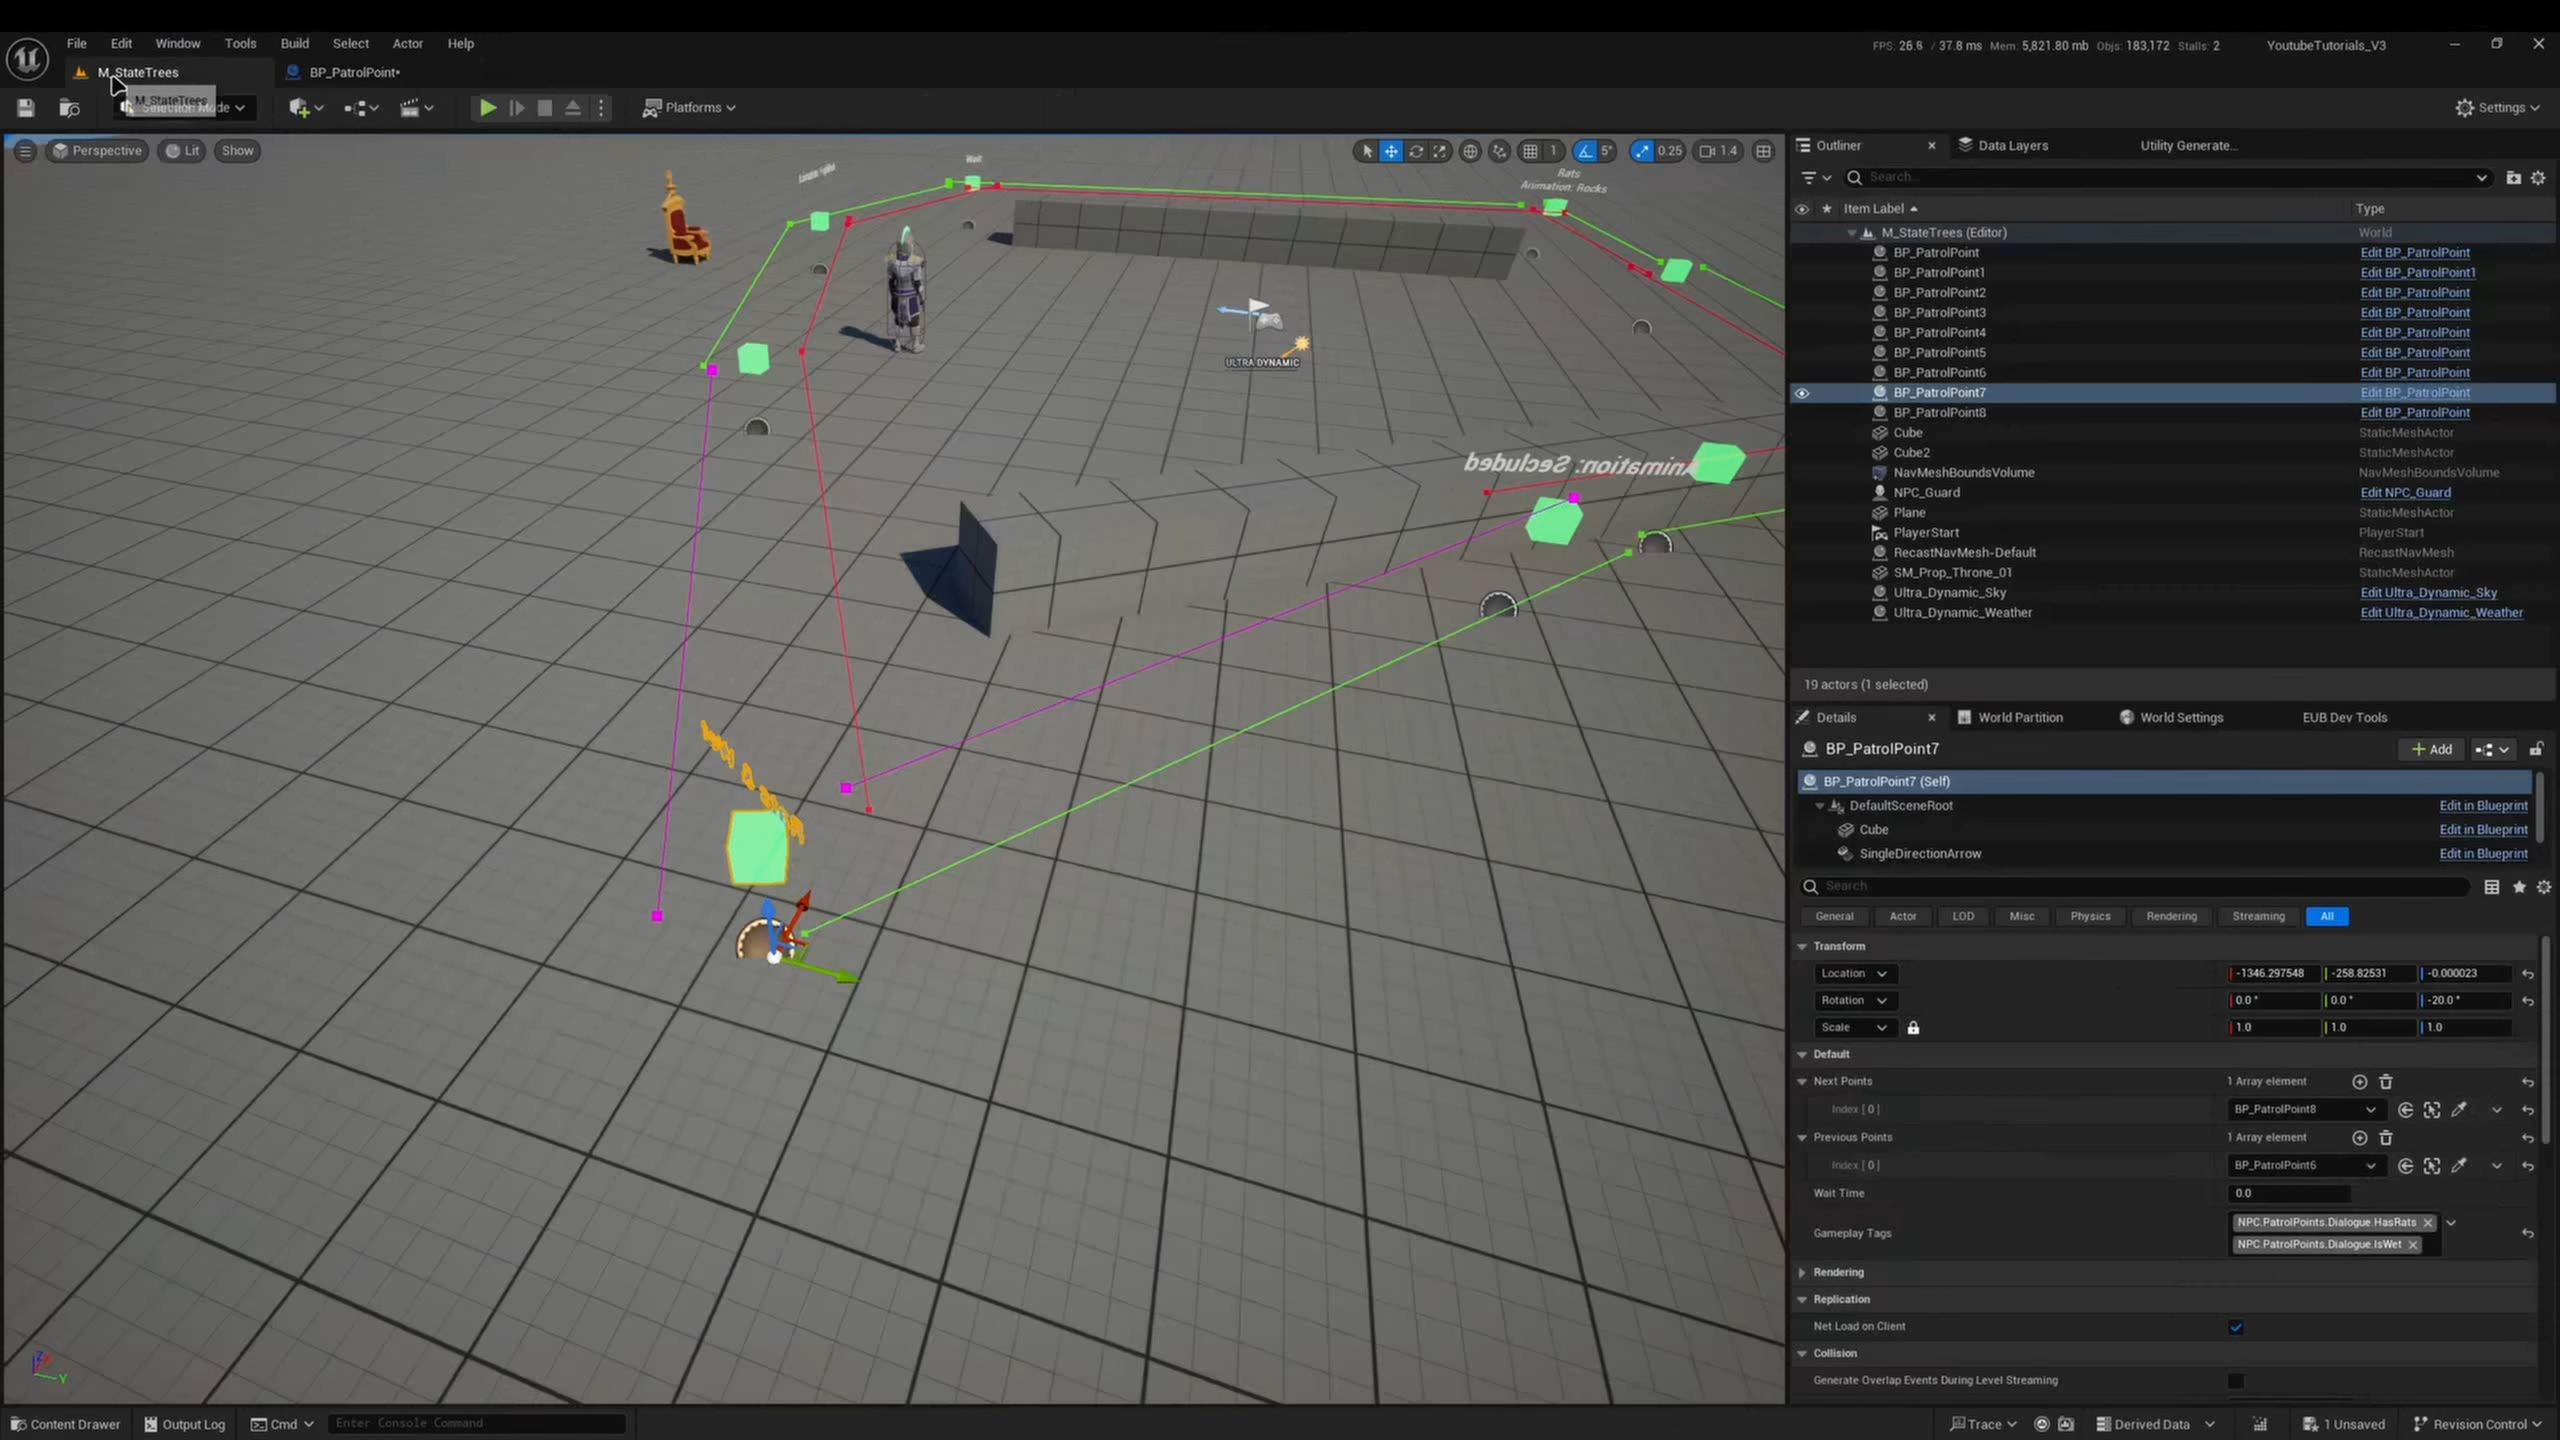 File Edit Window Tools Build Select Actor Help
FPS: 26.6 / 37.8 ms Mem: 5,821.80 mb Objs: 183,172 Stalls: 2 YoutubeTutorials_V3
M_StateTrees BP_PatrolPoint•
M_StateTrees
Selection Mode Platforms Settings
Perspective Lit Show 1 5° 0.25 1.4
Wall
Rats
Animation: Rocks
ULTRA DYNAMIC
Animation: Secluded
Outliner Data Layers Utility Generate...
Search...
Item Label Type
M_StateTrees (Editor) World
BP_PatrolPoint Edit BP_PatrolPoint
BP_PatrolPoint1 Edit BP_PatrolPoint1
BP_PatrolPoint2 Edit BP_PatrolPoint
BP_PatrolPoint3 Edit BP_PatrolPoint
BP_PatrolPoint4 Edit BP_PatrolPoint
BP_PatrolPoint5 Edit BP_PatrolPoint
BP_PatrolPoint6 Edit BP_PatrolPoint
BP_PatrolPoint7 Edit BP_PatrolPoint
BP_PatrolPoint8 Edit BP_PatrolPoint
Cube StaticMeshActor
Cube2 StaticMeshActor
NavMeshBoundsVolume NavMeshBoundsVolume
NPC_Guard Edit NPC_Guard
Plane StaticMeshActor
PlayerStart PlayerStart
RecastNavMesh-Default RecastNavMesh
SM_Prop_Throne_01 StaticMeshActor
Ultra_Dynamic_Sky Edit Ultra_Dynamic_Sky
Ultra_Dynamic_Weather Edit Ultra_Dynamic_Weather
19 actors (1 selected)
Details World Partition World Settings EUB Dev Tools
BP_PatrolPoint7 Add
BP_PatrolPoint7 (Self)
DefaultSceneRoot Edit in Blueprint
Cube Edit in Blueprint
SingleDirectionArrow Edit in Blueprint
Search
General Actor LOD Misc Physics Rendering Streaming All
Transform
Location -1346.297548 -258.82531 -0.000023
Rotation 0.0° 0.0° -20.0°
Scale 1.0 1.0 1.0
Default
Next Points 1 Array element
Index [ 0 ] BP_PatrolPoint8
Previous Points 1 Array element
Index [ 0 ] BP_PatrolPoint6
Wait Time 0.0
Gameplay Tags NPC.PatrolPoints.Dialogue.HasRats
NPC.PatrolPoints.Dialogue.IsWet
Rendering
Replication
Net Load on Client
Collision
Generate Overlap Events During Level Streaming
Z Y
Content Drawer Output Log Cmd Enter Console Command Trace Derived Data 1 Unsaved Revision Control